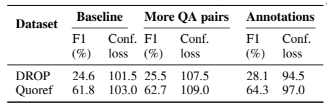 Dataset Baseline More QA pairs Annotations
F1 Conf. F1 Conf. F1 Conf.
(%) loss (%) loss (%) loss
DROP 24.6 101.5 25.5 107.5 28.1 94.5
Quoref 61.8 103.0 62.7 109.0 64.3 97.0